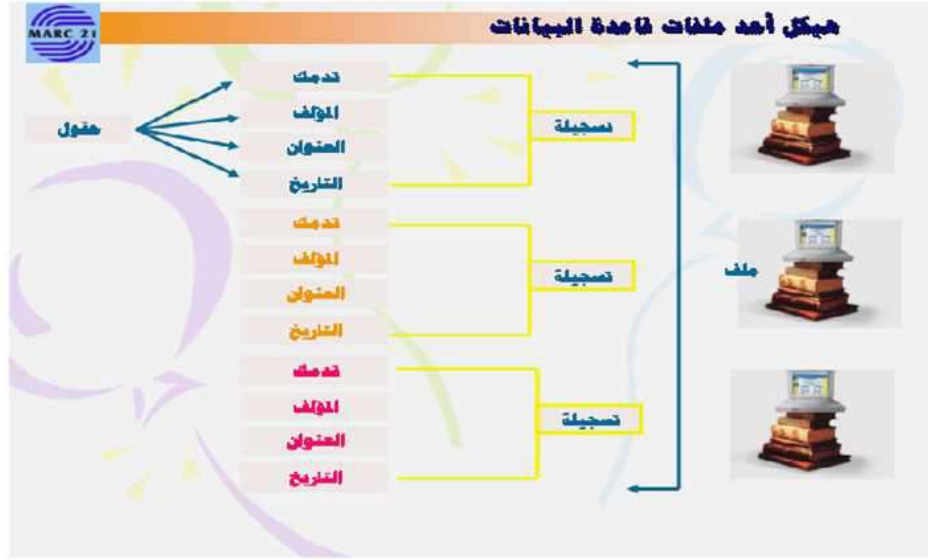 MARC 21
هيكل أحد ملفات قاعدة البيانات
ملف
تسجيلة
تدمك
المؤلف
العنوان
التاريخ
حقول
تسجيلة
تدمك
المؤلف
العنوان
التاريخ
تسجيلة
تدمك
المؤلف
العنوان
التاريخ